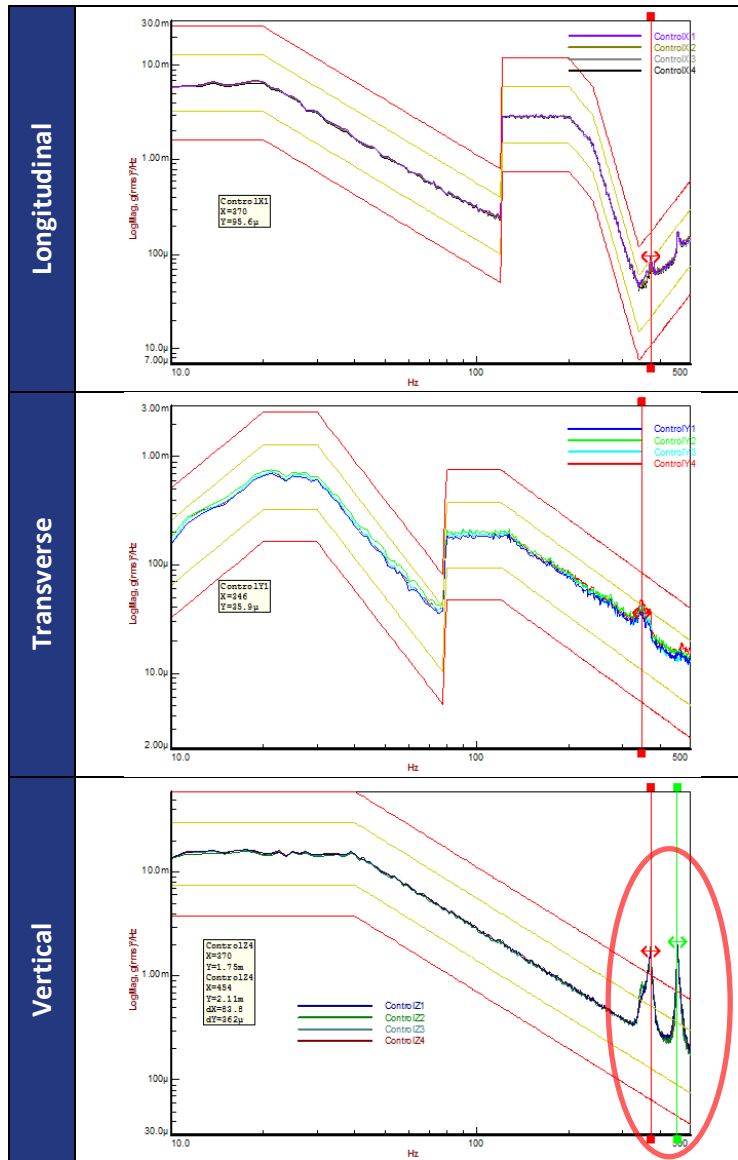 Longitudinal
30.0m
10.0m
1.00m
100µ
10.0µ
7.00µ
LogMag, g(rms)²/Hz
ControlX1
ControlX2
ControlX3
ControlX4
ControlX1
X=370
Y=95.6µ
10.0
100
500
Hz
Transverse
3.00m
1.00m
100µ
10.0µ
2.00µ
LogMag, g(rms)²/Hz
ControlY1
ControlY2
ControlY3
ControlY4
ControlY1
X=346
Y=35.9µ
10.0
100
500
Hz
Vertical
10.0m
1.00m
100µ
30.0µ
LogMag, g(rms)²/Hz
ControlZ4
X=370
Y=1.75m
ControlZ4
X=454
Y=2.11m
dX=83.8
dY=362µ
ControlZ1
ControlZ2
ControlZ3
ControlZ4
10.0
100
500
Hz